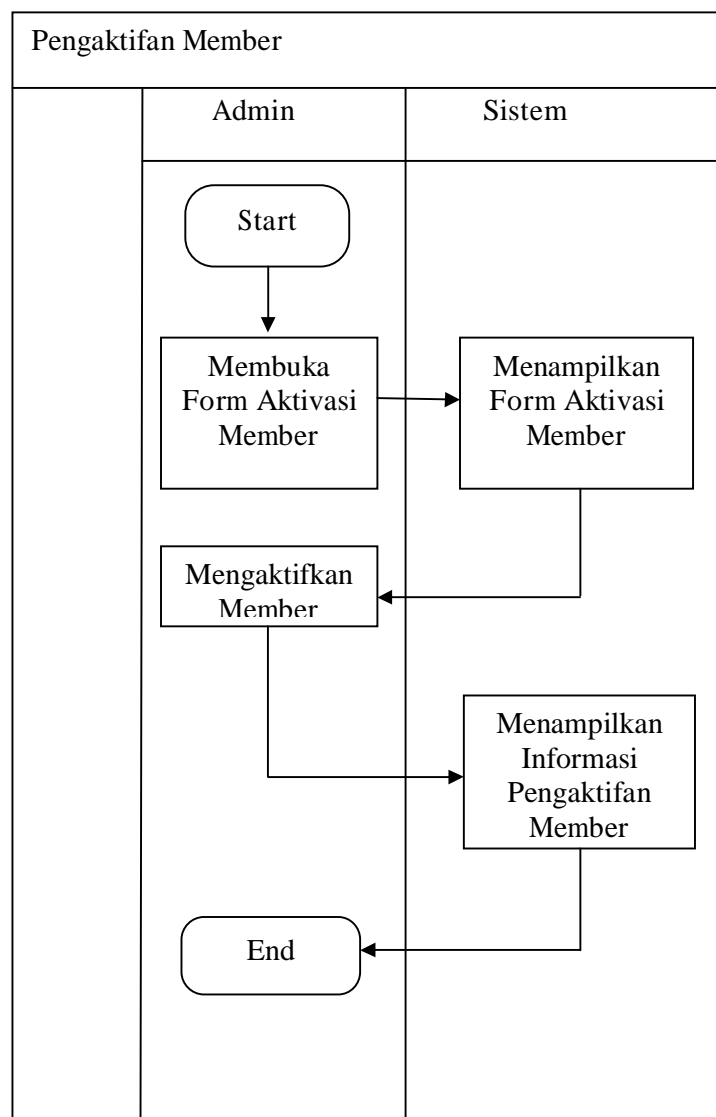 Pengaktifan Member
Admin
Sistem
Start
Membuka
Form Aktivasi
Member
Menampilkan
Form Aktivasi
Member
Mengaktifkan
Member
Menampilkan
Informasi
Pengaktifan
Member
End